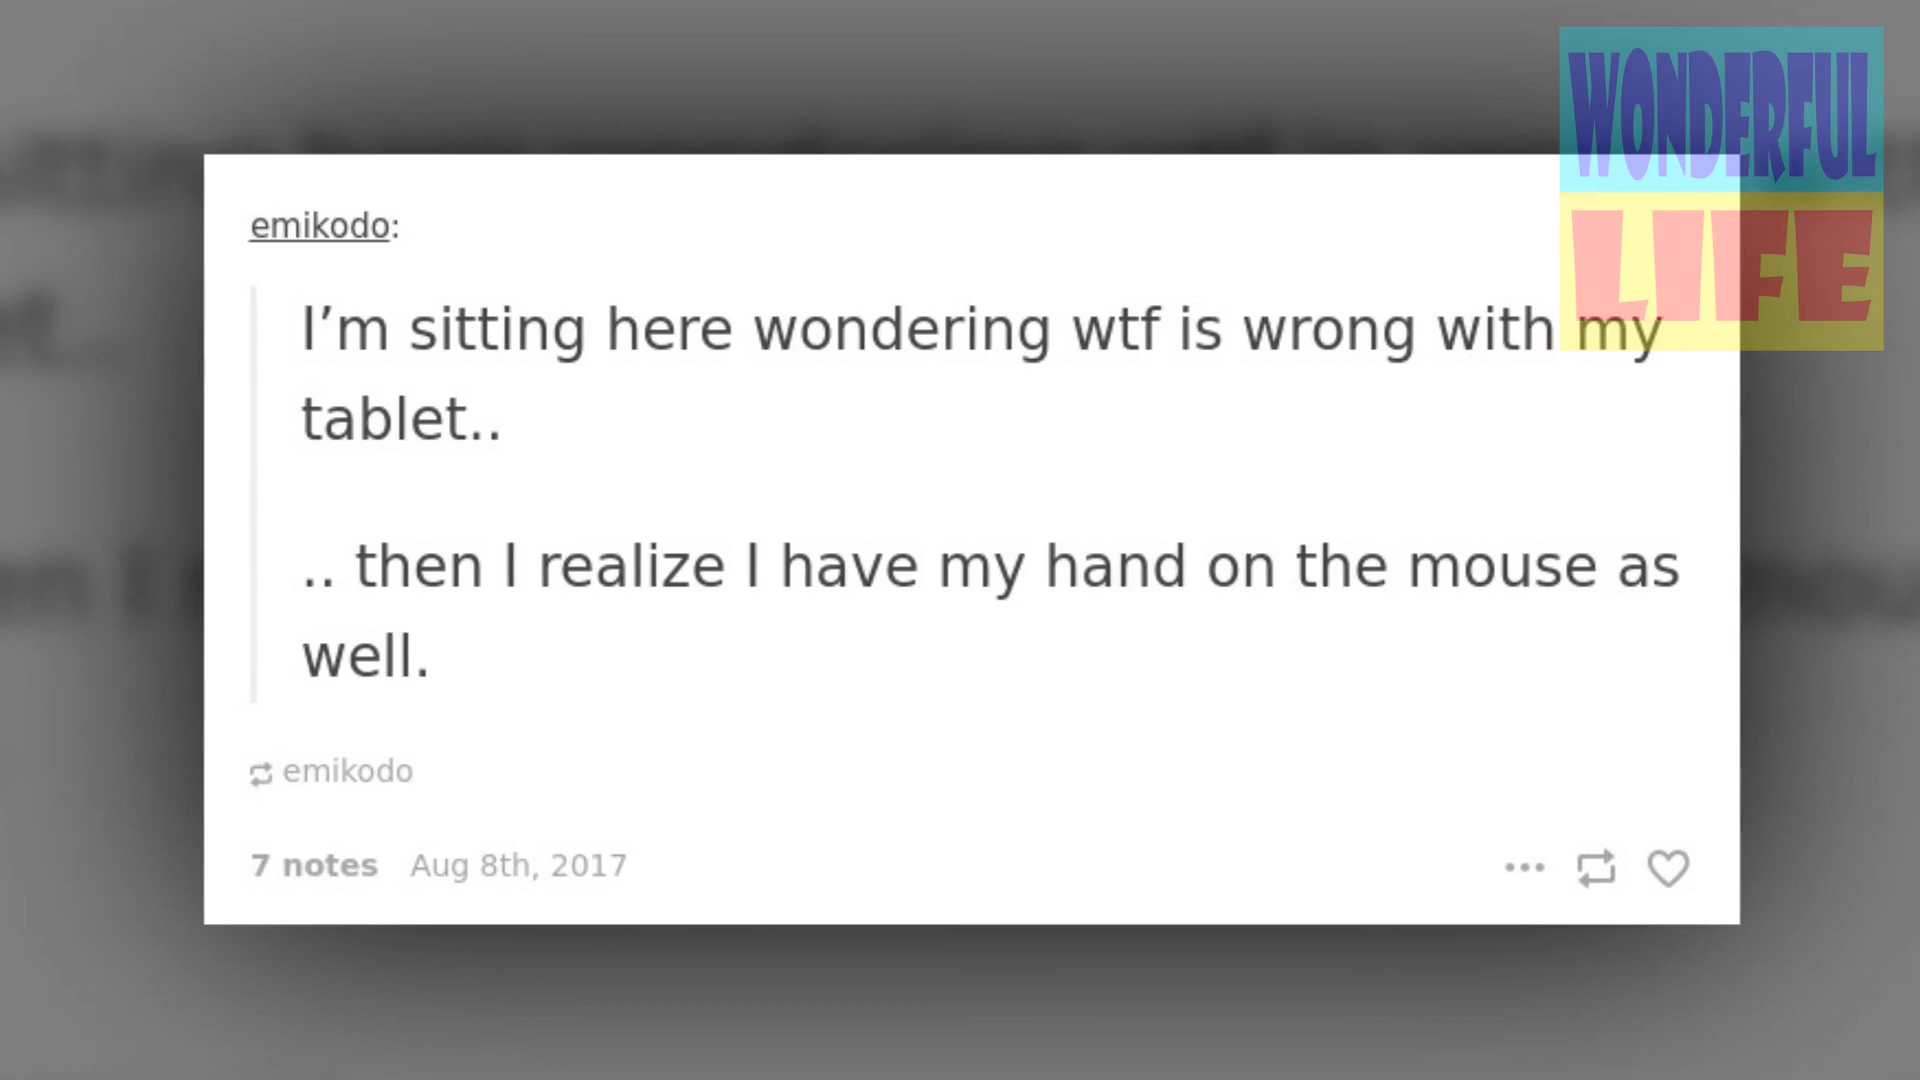 WONDERFUL
LIFE
emikodo:
I’m sitting here wondering wtf is wrong with my
tablet..
.. then I realize I have my hand on the mouse as
well.
emikodo
7 notes Aug 8th, 2017